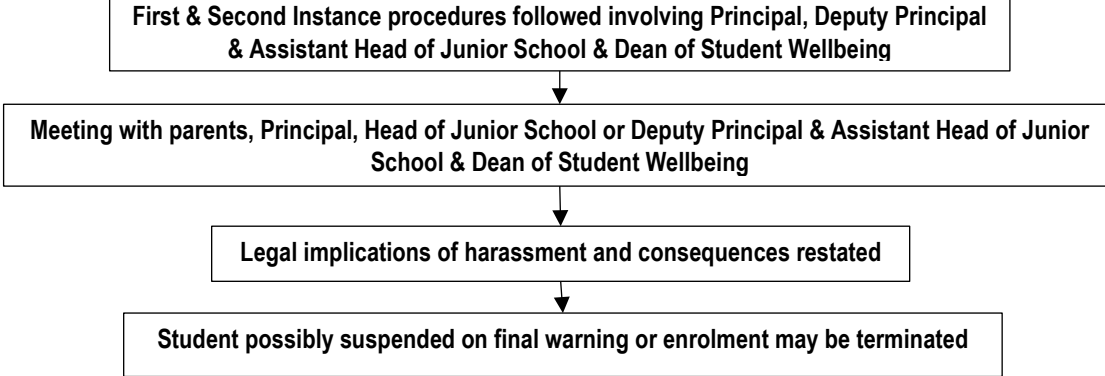 First & Second Instance procedures followed involving Principal, Deputy Principal
& Assistant Head of Junior School & Dean of Student Wellbeing
Meeting with parents, Principal, Head of Junior School or Deputy Principal & Assistant Head of Junior
School & Dean of Student Wellbeing
Legal implications of harassment and consequences restated
Student possibly suspended on final warning or enrolment may be terminated